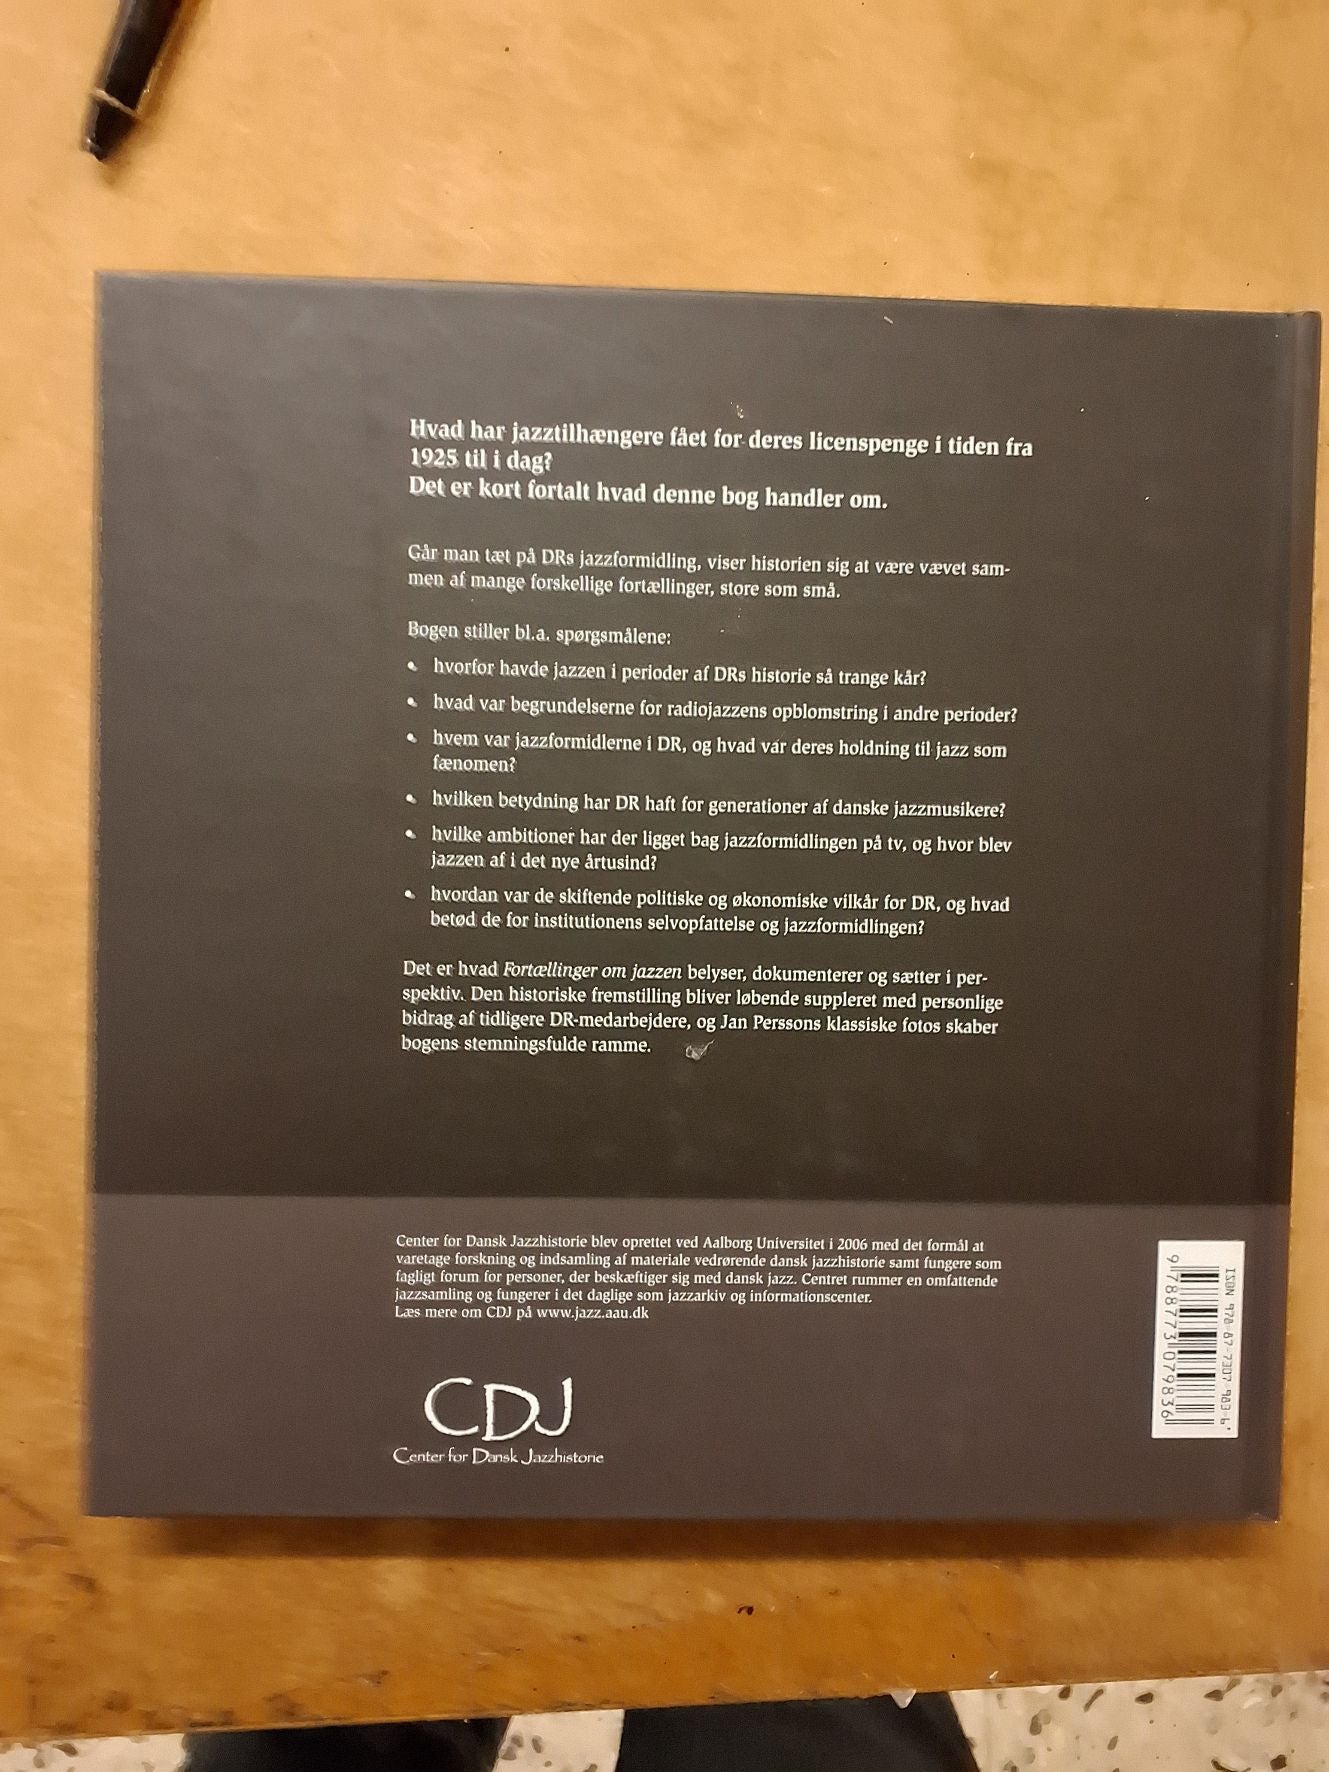 Hvad har jazztilhængere fået for deres licenspenge i tiden fra
1925 til i dag?
Det er kort fortalt hvad denne bog handler om.
Går man tæt på DRs jazzformidling, viser historien sig at være vævet sam-
men af mange forskellige fortællinger, store som små.
Bogen stiller bl.a. spørgsmålene:
• hvorfor havde jazzen i perioder af DRs historie så trange kår?
• hvad var begrundelserne for radiojazzens opblomstring i andre perioder?
• hvem var jazzformidlerne i DR, og hvad var deres holdning til jazz som
fænomen?
• hvilken betydning har DR haft for generationer af danske jazzmusikere?
• hvilke ambitioner har der ligget bag jazzformidlingen på tv, og hvor blev
jazzen af i det nye årtusind?
• hvordan var de skiftende politiske og økonomiske vilkår for DR, og hvad
betød de for institutionens selvopfattelse og jazzformidlingen?
Det er hvad Fortællinger om jazzen belyser, dokumenterer og sætter i per-
spektiv. Den historiske fremstilling bliver løbende suppleret med personlige
bidrag af tidligere DR-medarbejdere, og Jan Perssons klassiske fotos skaber
bogens stemningsfulde ramme.
Center for Dansk Jazzhistorie blev oprettet ved Aalborg Universitet i 2006 med det formål at
varetage forskning og indsamling af materiale vedrørende dansk jazzhistorie samt fungere som
fagligt forum for personer, der beskæftiger sig med dansk jazz. Centret rummer en omfattende
jazzsamling og fungerer i det daglige som jazzarkiv og informationscenter.
Læs mere om CDJ på www.jazz.aau.dk
CDJ
Center for Dansk Jazzhistorie
ISBN 978-87-7307-983-6
9 788773 079836